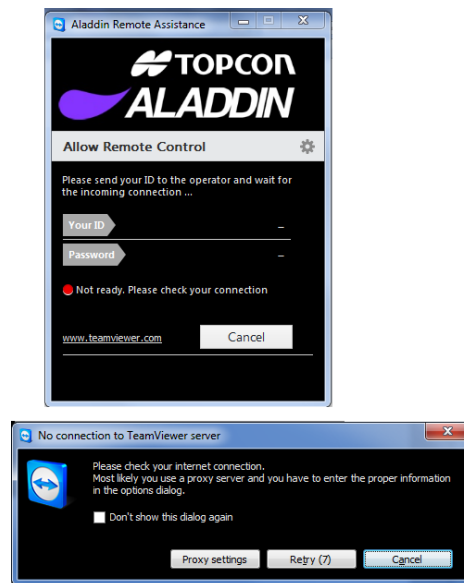 Aladdin Remote Assistance
TOPCON
ALADDIN
Allow Remote Control
Please send your ID to the operator and wait for
the incoming connection ...
Your ID –
Password –
Not ready. Please check your connection
www.teamviewer.com Cancel
No connection to TeamViewer server
Please check your internet connection.
Most likely you use a proxy server and you have to enter the proper information
in the options dialog.
Don't show this dialog again
Proxy settings Retry (7) Cancel